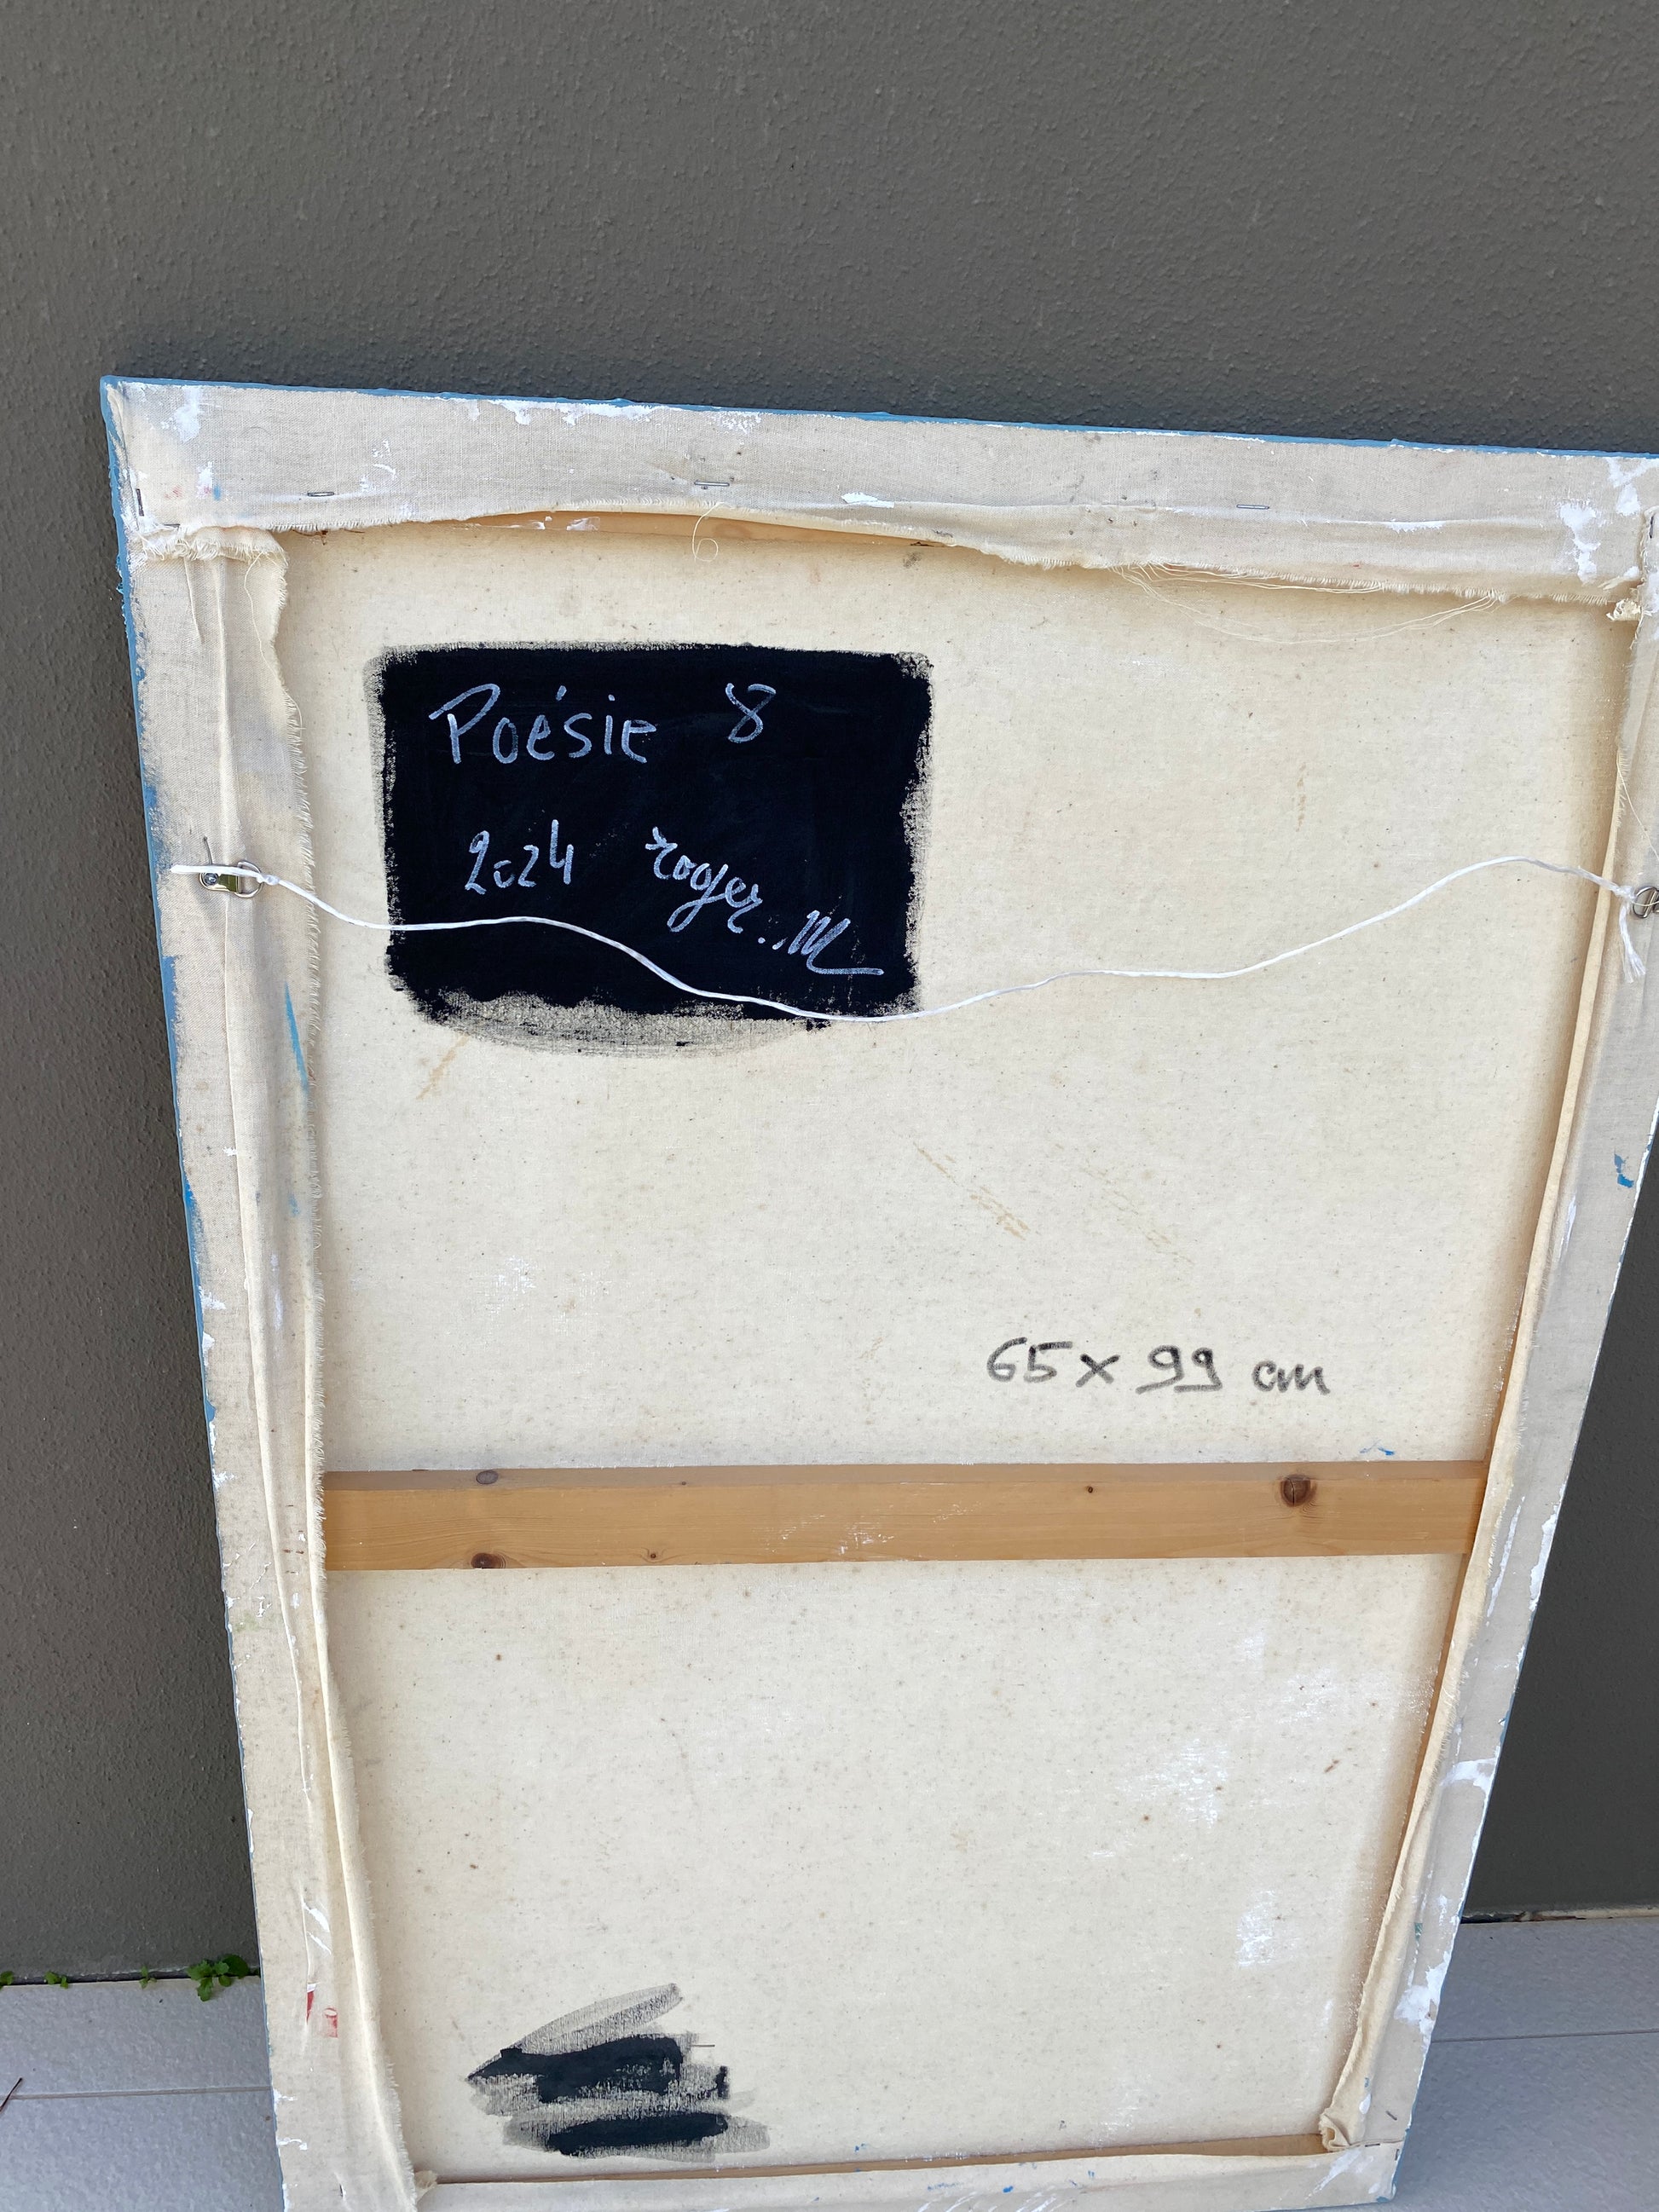 Poésie 8
2024 roger..M
65 x 99 cm